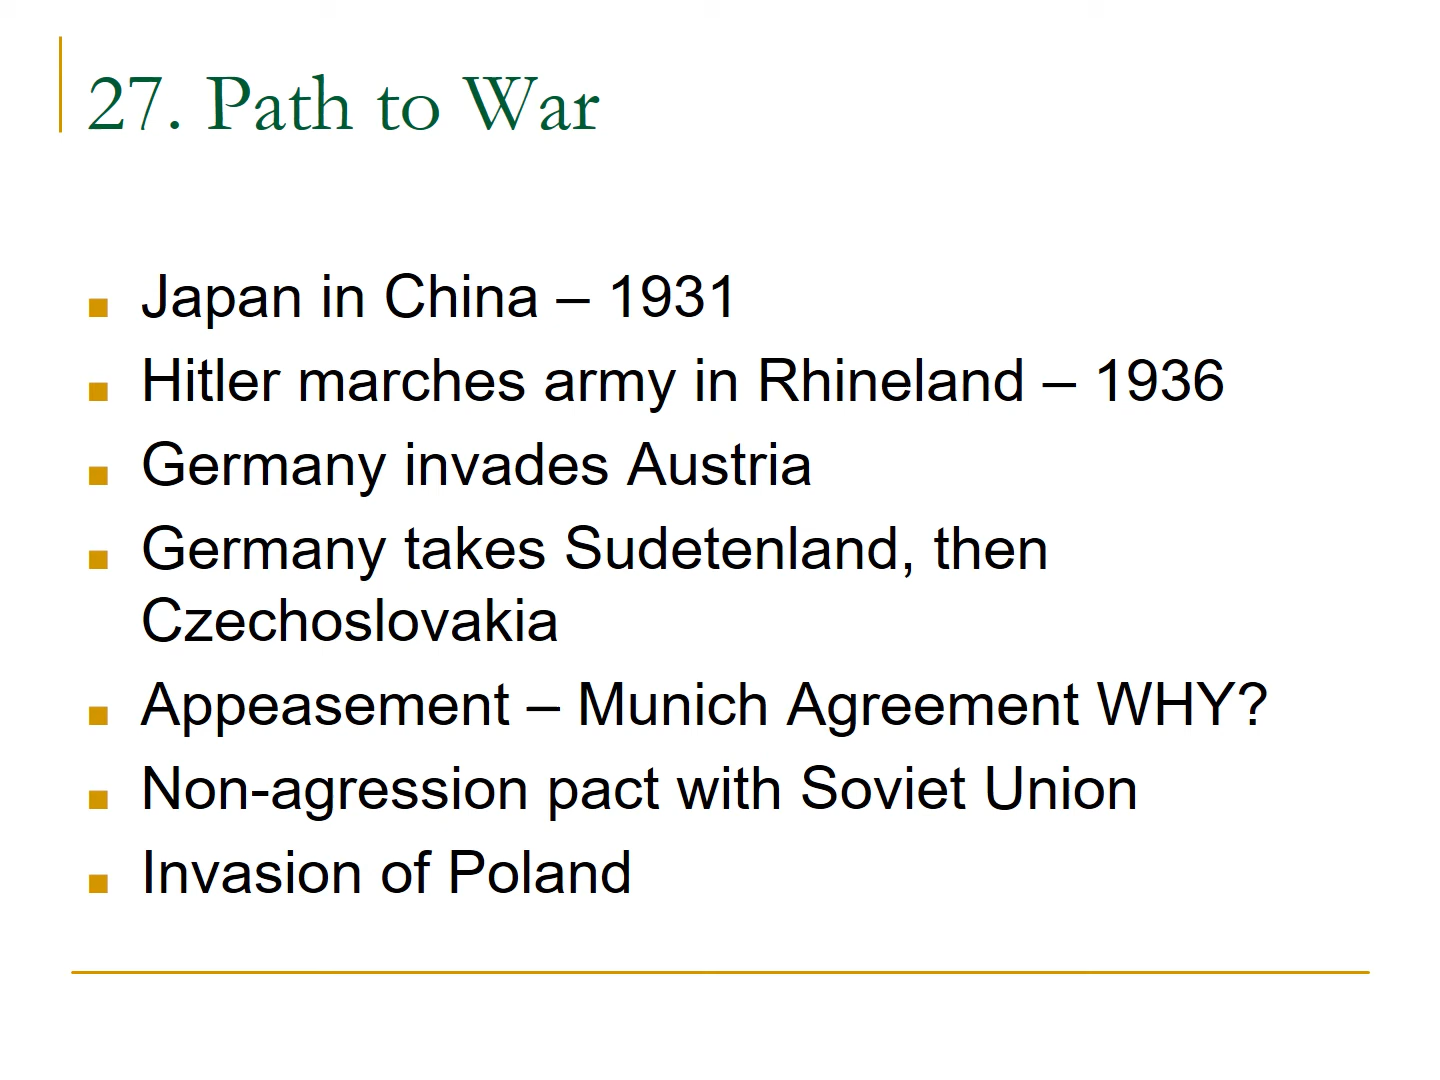 27. Path to War
Japan in China – 1931
Hitler marches army in Rhineland – 1936
Germany invades Austria
Germany takes Sudetenland, then
Czechoslovakia
Appeasement – Munich Agreement WHY?
Non-agression pact with Soviet Union
Invasion of Poland